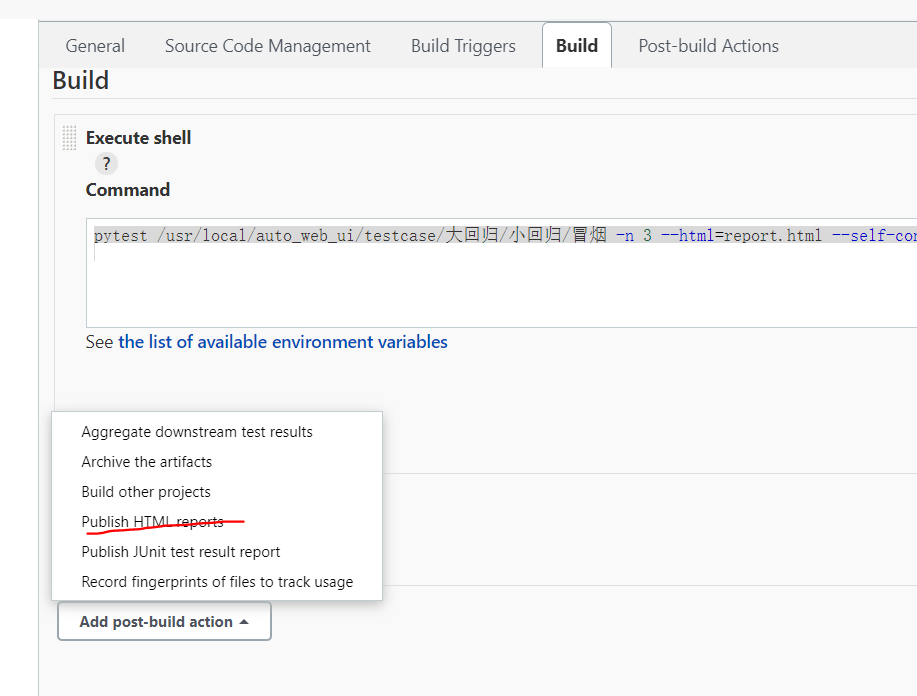 General Source Code Management Build Triggers Build Post-build Actions
Build
Execute shell
?
Command
pytest /usr/local/auto_web_ui/testcase/大回归/小回归/冒烟 -n 3 --html=report.html --self-con
See the list of available environment variables
Aggregate downstream test results
Archive the artifacts
Build other projects
Publish HTML reports
Publish JUnit test result report
Record fingerprints of files to track usage
Add post-build action